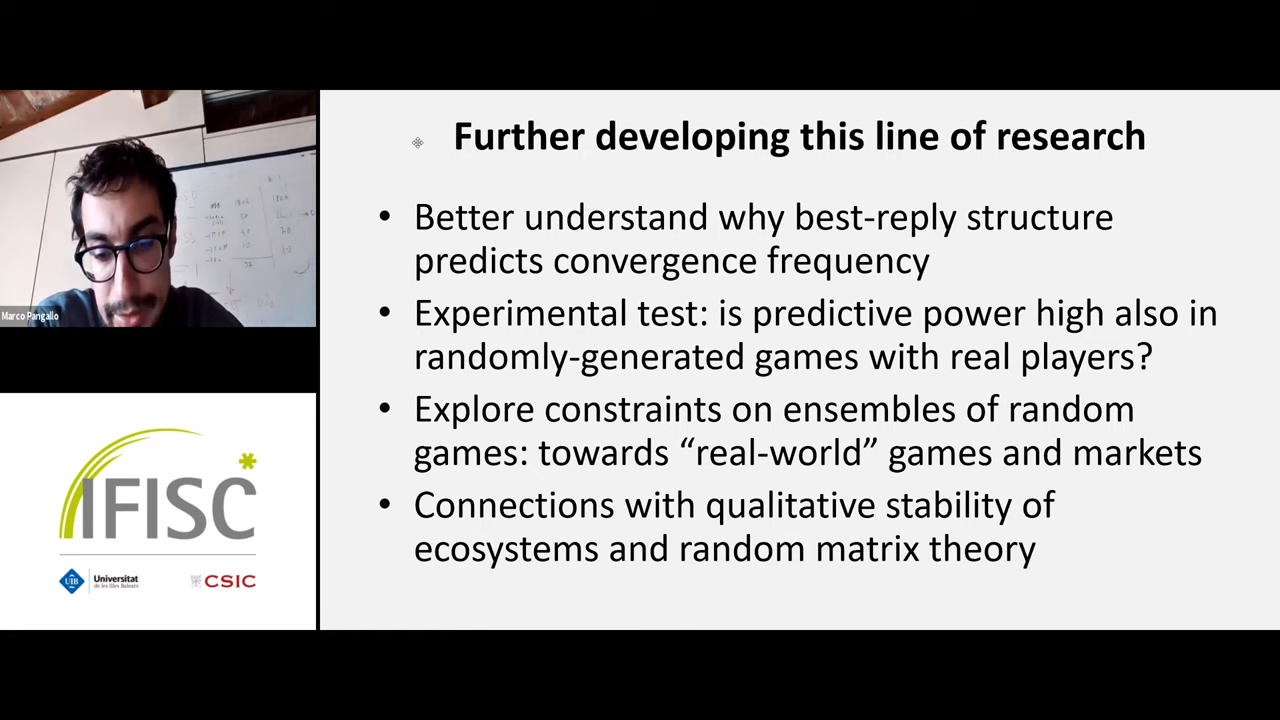 Marco Pangallo
IFISC
UIB
Universitat
de les Illes Balears
CSIC
Further developing this line of research
• Better understand why best-reply structure
predicts convergence frequency
• Experimental test: is predictive power high also in
randomly-generated games with real players?
• Explore constraints on ensembles of random
games: towards “real-world” games and markets
• Connections with qualitative stability of
ecosystems and random matrix theory